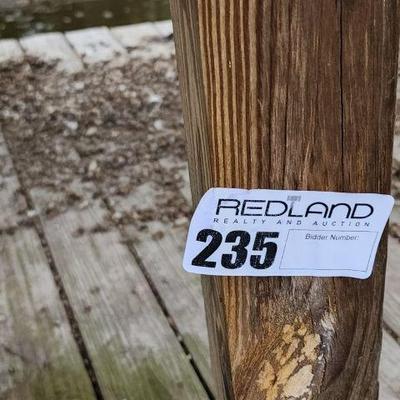 REDLAND
REALTY AND AUCTION
235
Bidder Number: